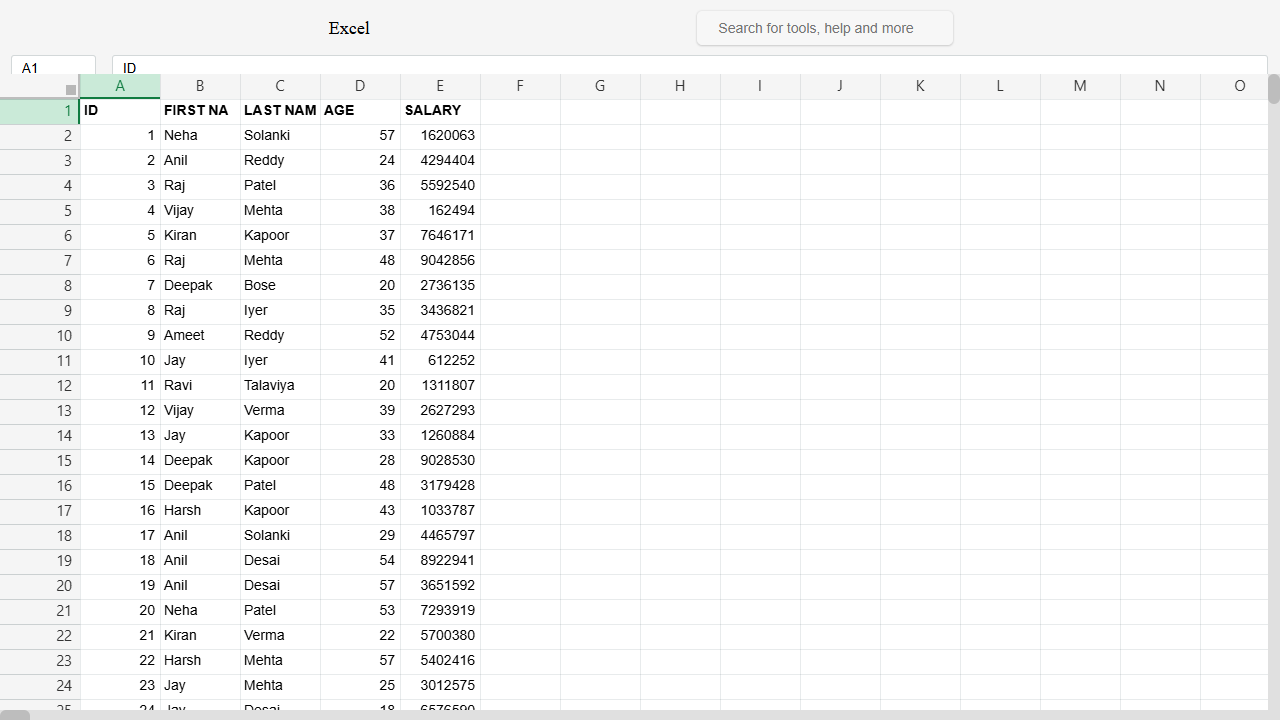 Excel
Search for tools, help and more
A1 ID
A B C D E F G H I J K L M N O
1 ID FIRST NA LAST NAM AGE SALARY
2 1 Neha Solanki 57 1620063
3 2 Anil Reddy 24 4294404
4 3 Raj Patel 36 5592540
5 4 Vijay Mehta 38 162494
6 5 Kiran Kapoor 37 7646171
7 6 Raj Mehta 48 9042856
8 7 Deepak Bose 20 2736135
9 8 Raj Iyer 35 3436821
10 9 Ameet Reddy 52 4753044
11 10 Jay Iyer 41 612252
12 11 Ravi Talaviya 20 1311807
13 12 Vijay Verma 39 2627293
14 13 Jay Kapoor 33 1260884
15 14 Deepak Kapoor 28 9028530
16 15 Deepak Patel 48 3179428
17 16 Harsh Kapoor 43 1033787
18 17 Anil Solanki 29 4465797
19 18 Anil Desai 54 8922941
20 19 Anil Desai 57 3651592
21 20 Neha Patel 53 7293919
22 21 Kiran Verma 22 5700380
23 22 Harsh Mehta 57 5402416
24 23 Jay Mehta 25 3012575
25 24 Jay Desai 18 6576590